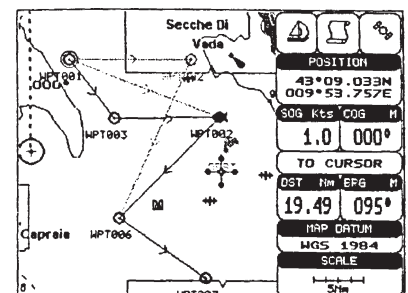 Secche Di
Vada
WPT001
WPT003
WPT002
WPT006
Capraia
POSITION
43°09.033N
009°53.757E
SOG Kts COG M
1.0 000°
TO CURSOR
DST Nm BRG M
19.49 095°
MAP DATUM
WGS 1984
SCALE
5Nm